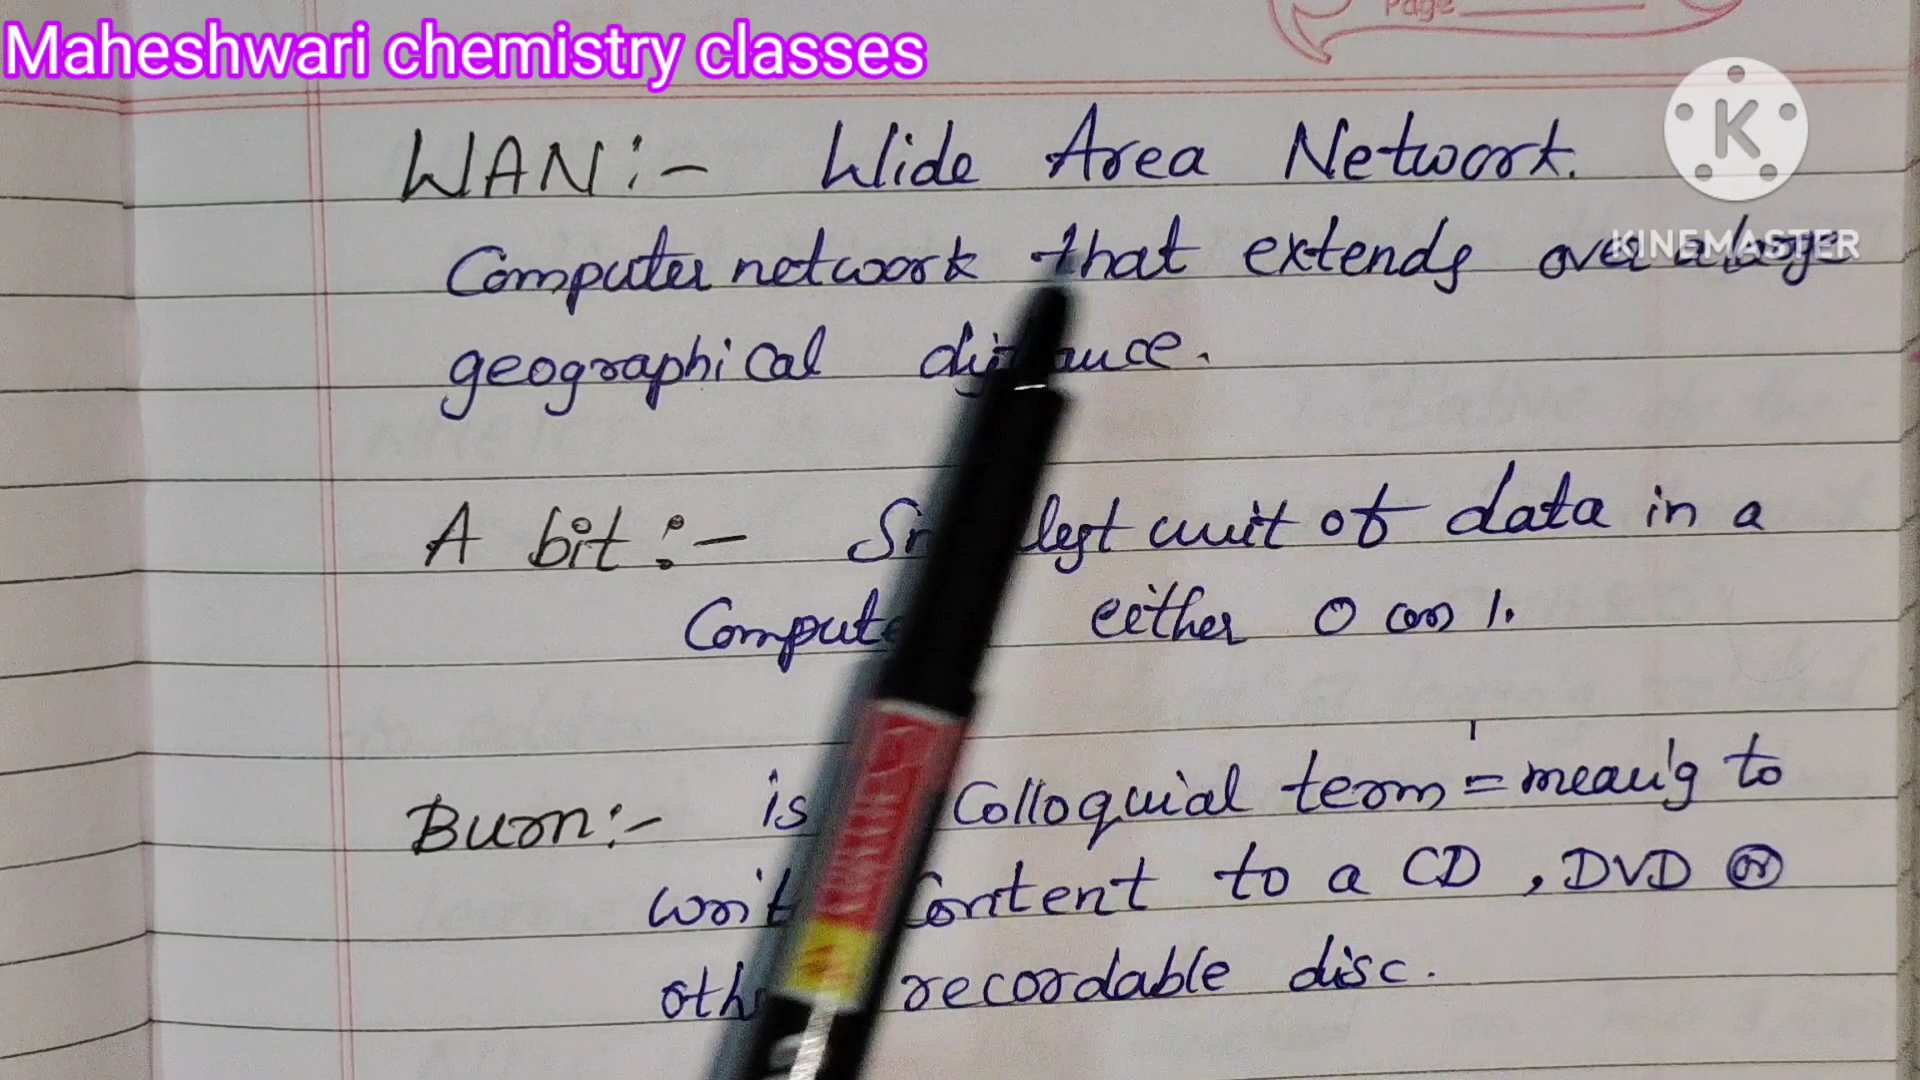 Page
Maheshwari chemistry classes
WAN:- Wide Area Network.
KINEMASTER
Computer network that extends over a large
geographical distance.
A bit :- Smallest unit of data in a
Computer either 0 (or) 1.
Burn:- is Colloquial term = meaning to
write Content to a CD, DVD (or)
other recordable disc.